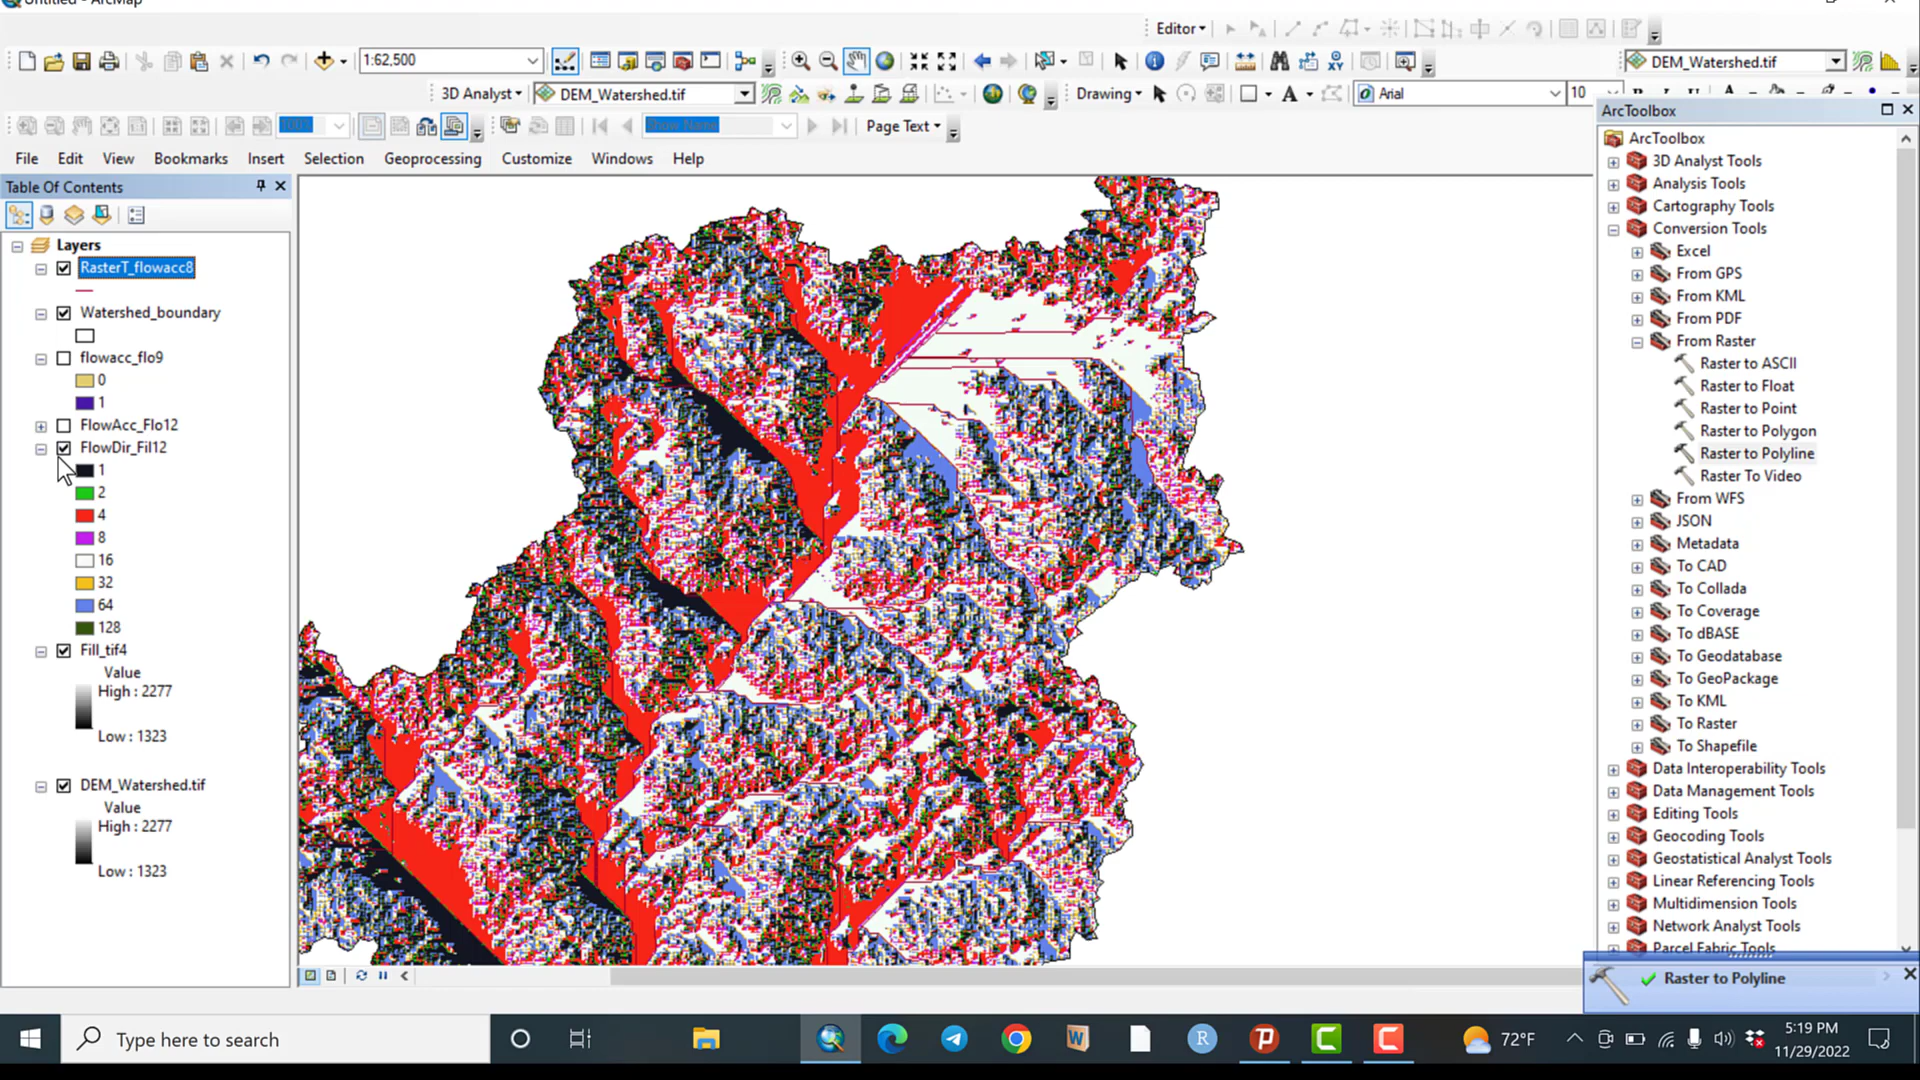 Untitled - ArcMap
Editor
1:62,500
DEM_Watershed.tif
3D Analyst
DEM_Watershed.tif
Drawing
A
Arial
10
100%
Show Name
Page Text
File Edit View Bookmarks Insert Selection Geoprocessing Customize Windows Help
Table Of Contents
Layers
RasterT_flowacc8
Watershed_boundary
flowacc_flo9
0
1
FlowAcc_Flo12
FlowDir_Fil12
1
2
4
8
16
32
64
128
Fill_tif4
Value
High : 2277
Low : 1323
DEM_Watershed.tif
Value
High : 2277
Low : 1323
ArcToolbox
ArcToolbox
3D Analyst Tools
Analysis Tools
Cartography Tools
Conversion Tools
Excel
From GPS
From KML
From PDF
From Raster
Raster to ASCII
Raster to Float
Raster to Point
Raster to Polygon
Raster to Polyline
Raster To Video
From WFS
JSON
Metadata
To CAD
To Collada
To Coverage
To dBASE
To Geodatabase
To GeoPackage
To KML
To Raster
To Shapefile
Data Interoperability Tools
Data Management Tools
Editing Tools
Geocoding Tools
Geostatistical Analyst Tools
Linear Referencing Tools
Multidimension Tools
Network Analyst Tools
Parcel Fabric Tools
Raster to Polyline
Type here to search
72°F
5:19 PM
11/29/2022